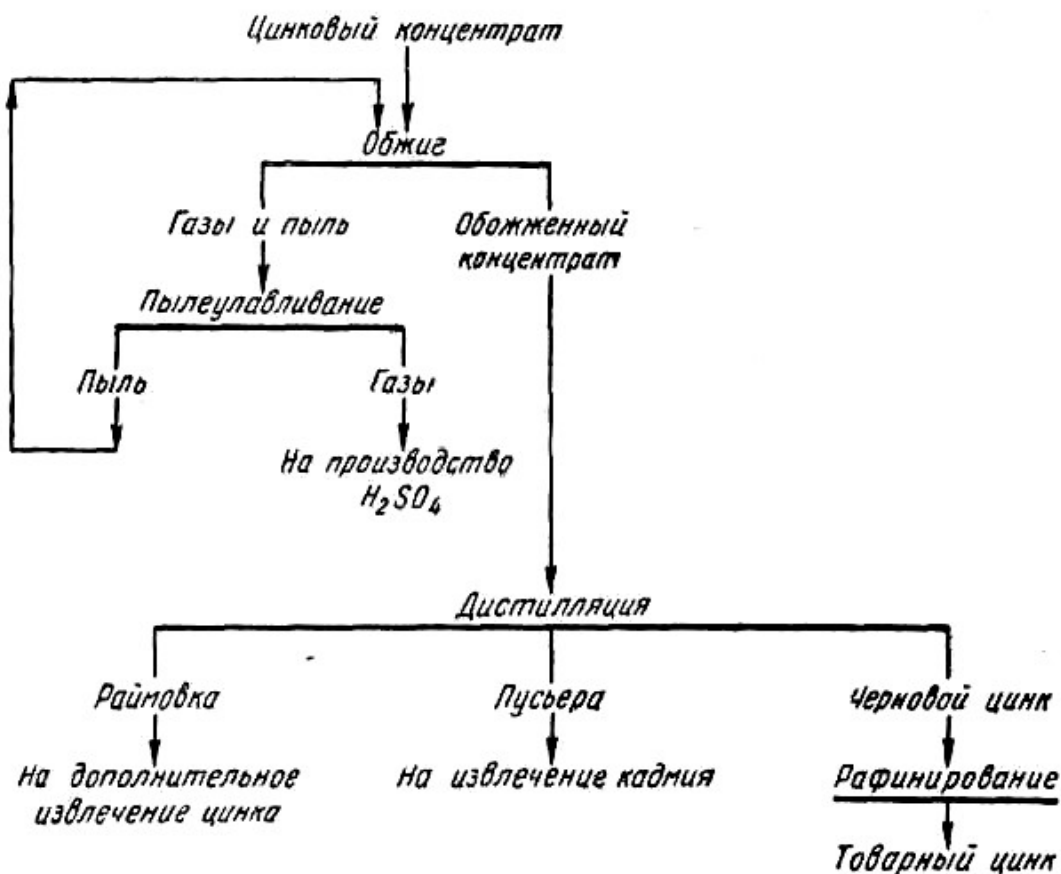 Цинковый концентрат
Обжиг
Газы и пыль
Обожженный
концентрат
Пылеулавливание
Пыль
Газы
На производство
H₂SO₄
Дистилляция
Раймовка
Пусьера
Черновой цинк
На дополнительное
извлечение цинка
На извлечение кадмия
Рафинирование
Товарный цинк